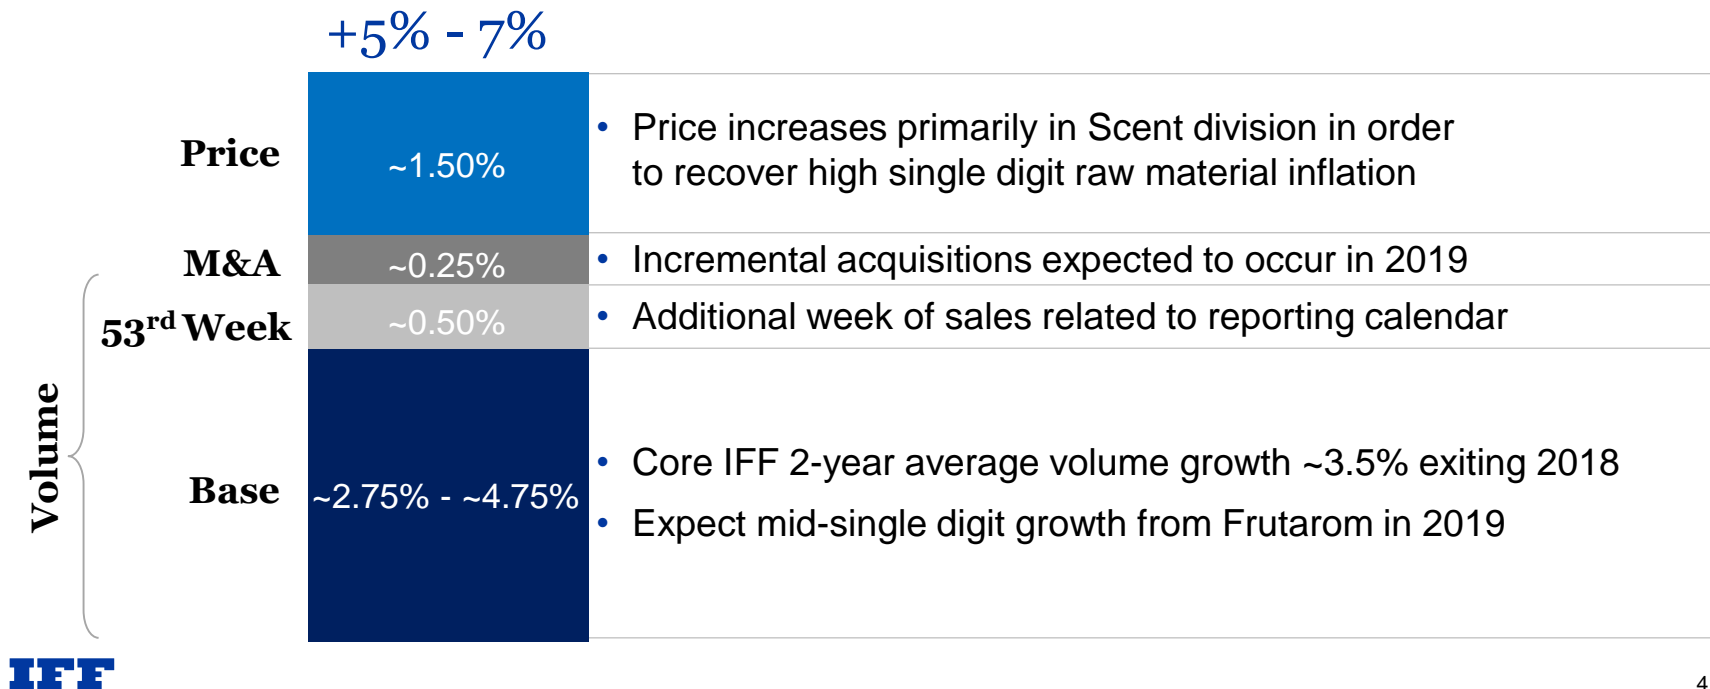 +5% - 7%
Price
~1.50%
• Price increases primarily in Scent division in order
to recover high single digit raw material inflation
M&A
~0.25%
• Incremental acquisitions expected to occur in 2019
53rd Week
~0.50%
• Additional week of sales related to reporting calendar
Volume
Base
~2.75% - ~4.75%
• Core IFF 2-year average volume growth ~3.5% exiting 2018
• Expect mid-single digit growth from Frutarom in 2019
IFF
4